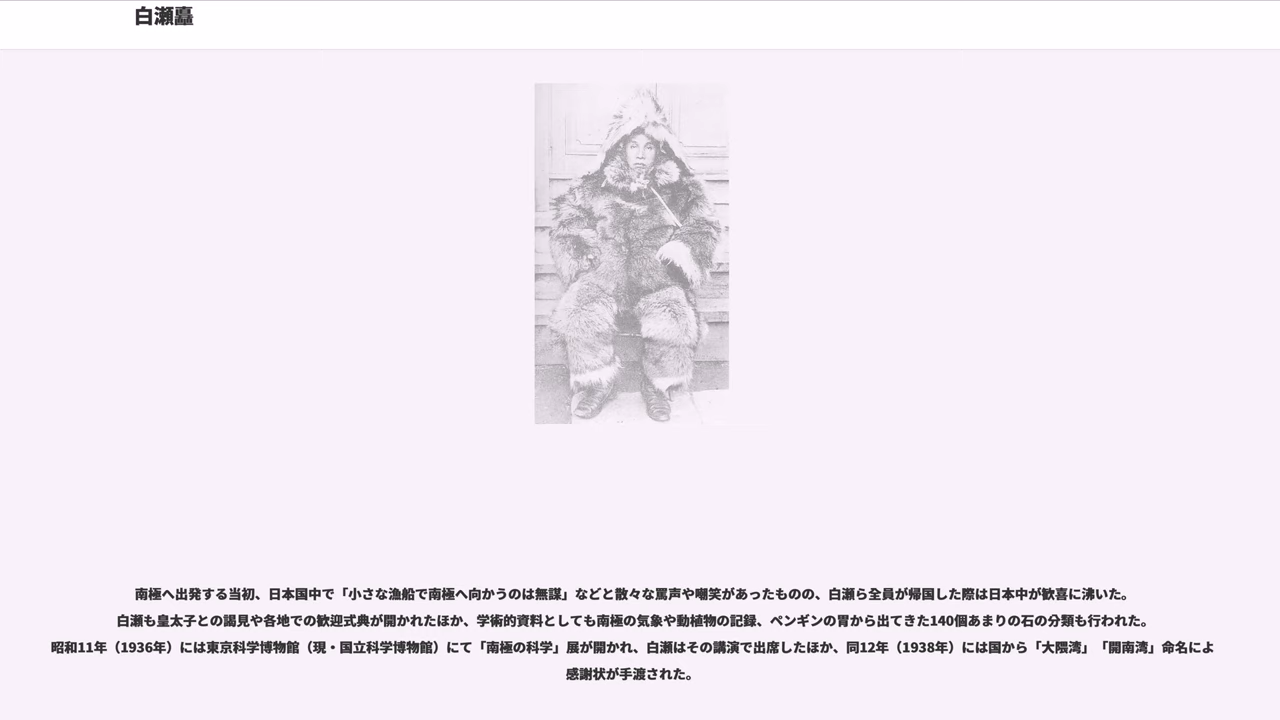 白瀬矗
南極へ出発する当初、日本国中で「小さな漁船で南極へ向かうのは無謀」などと散々な罵声や嘲笑があったものの、白瀬ら全員が帰国した際は日本中が歓喜に沸いた。
白瀬も皇太子との謁見や各地での歓迎式典が開かれたほか、学術的資料としても南極の気象や動植物の記録、ペンギンの胃から出てきた140個あまりの石の分類も行われた。
昭和11年（1936年）には東京科学博物館（現・国立科学博物館）にて「南極の科学」展が開かれ、白瀬はその講演で出席したほか、同12年（1938年）には国から「大隈湾」「開南湾」命名によ
感謝状が手渡された。